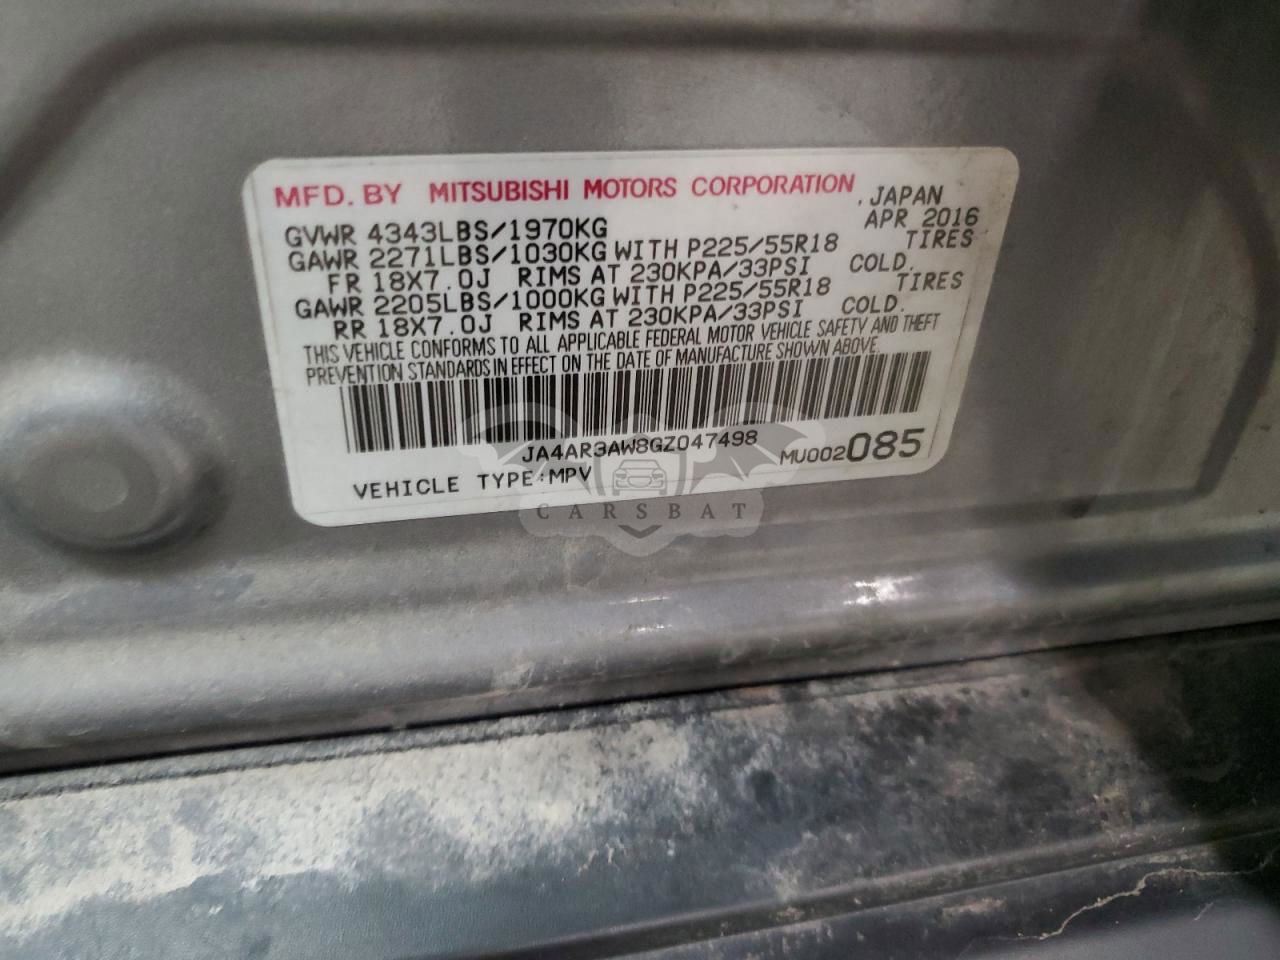 MFD. BY MITSUBISHI MOTORS CORPORATION, JAPAN
GVWR 4343LBS/1970KG APR 2016
GAWR 2271LBS/1030KG WITH P225/55R18 TIRES
FR 18X7.0J RIMS AT 230KPA/33PSI COLD.
GAWR 2205LBS/1000KG WITH P225/55R18 TIRES
RR 18X7.0J RIMS AT 230KPA/33PSI COLD.
THIS VEHICLE CONFORMS TO ALL APPLICABLE FEDERAL MOTOR VEHICLE SAFETY AND THEFT
PREVENTION STANDARDS IN EFFECT ON THE DATE OF MANUFACTURE SHOWN ABOVE.
JA4AR3AW8GZ047498
VEHICLE TYPE:MPV MU002085
CARSBAT